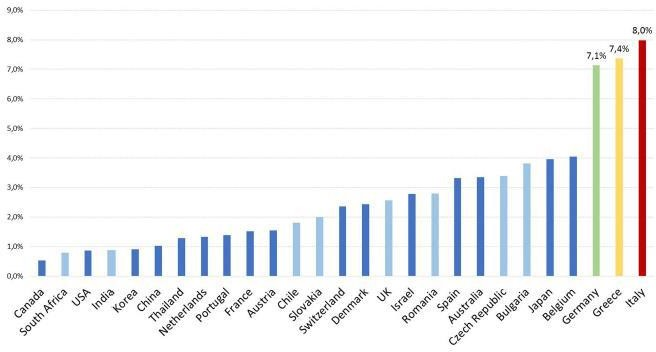 9,0%
8,0%
7,0%
6,0%
5,0%
4,0%
3,0%
2,0%
1,0%
0,0%
7,1%
7,4%
8,0%
Canada
South Africa
USA
India
Korea
China
Thailand
Netherlands
Portugal
France
Austria
Chile
Slovakia
Switzerland
Denmark
UK
Israel
Romania
Spain
Australia
Czech Republic
Bulgaria
Japan
Belgium
Germany
Greece
Italy